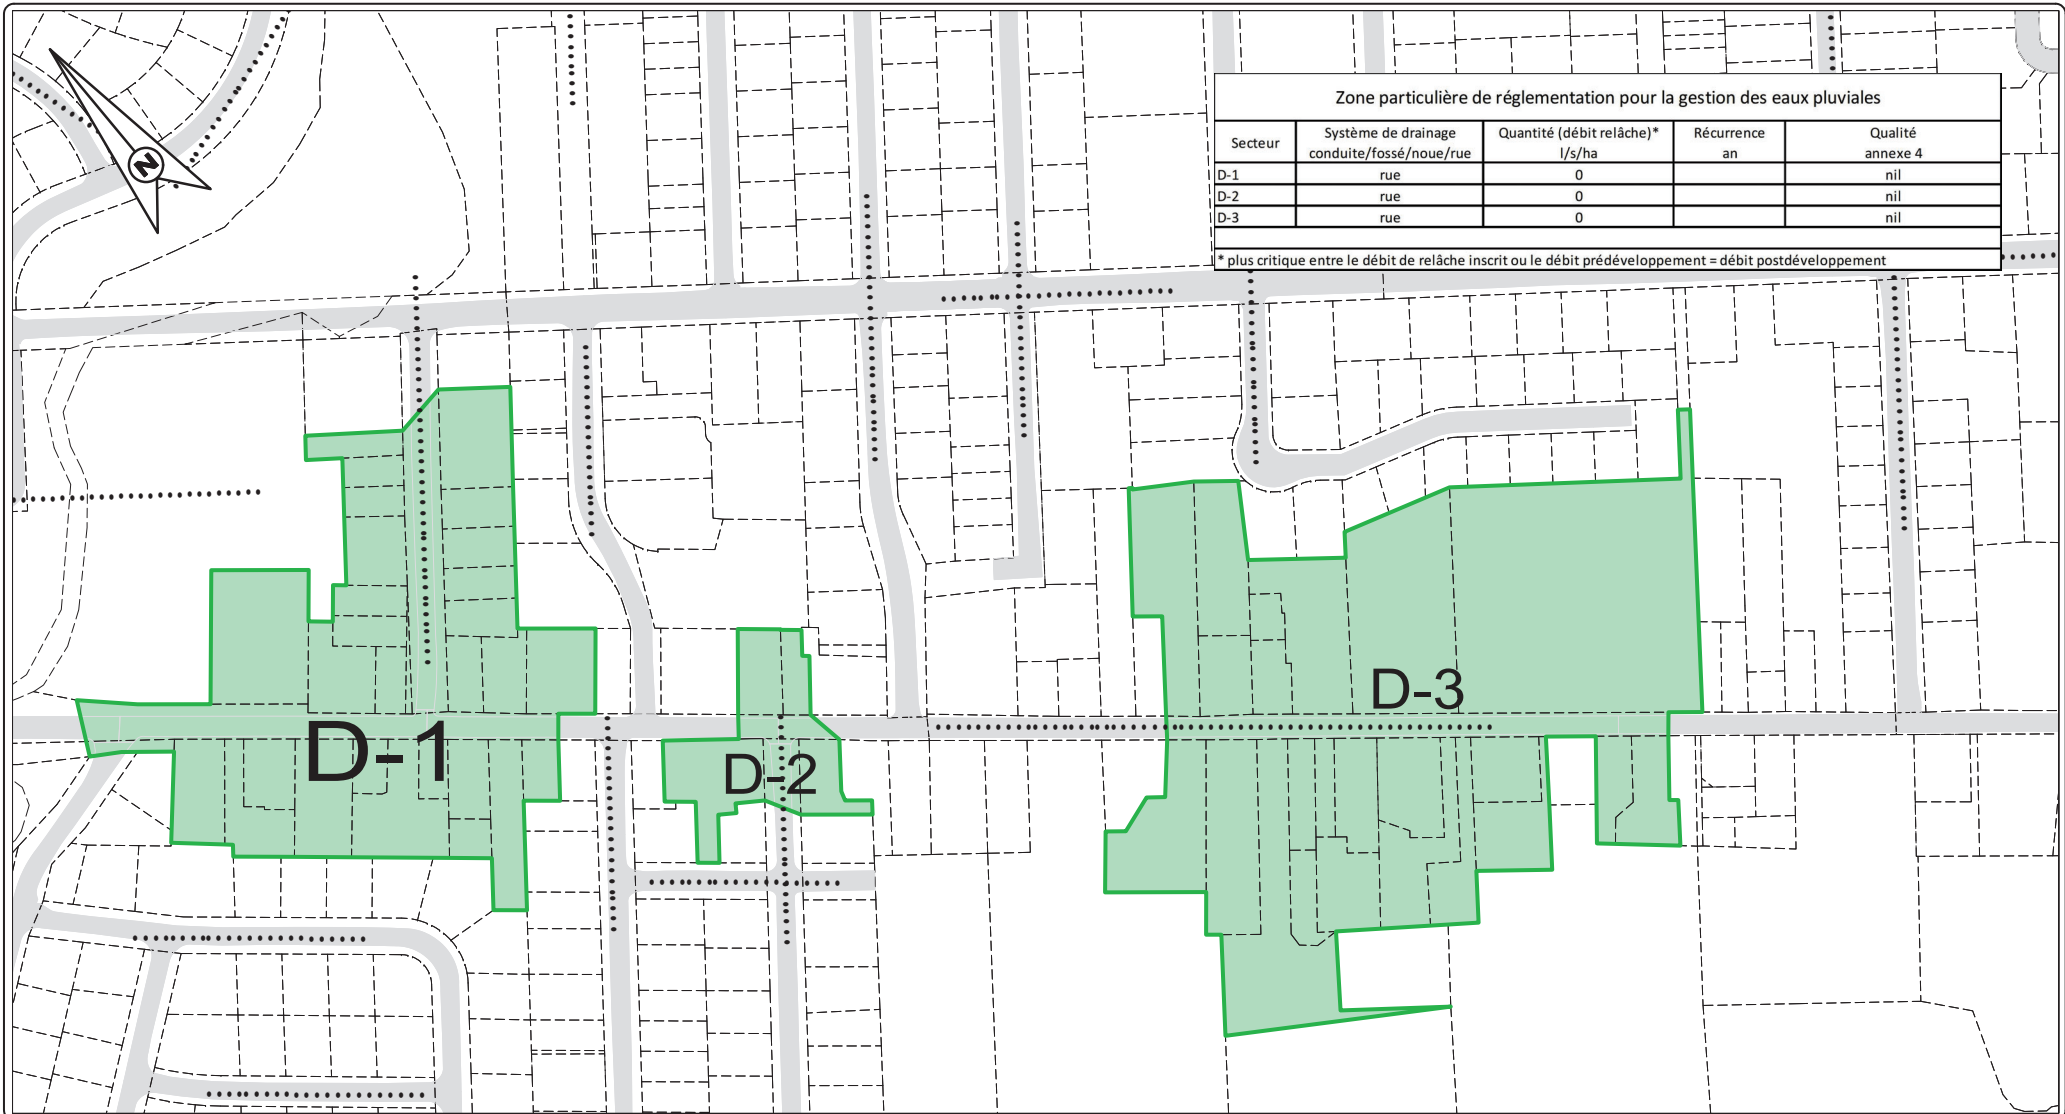 Zone particulière de réglementation pour la gestion des eaux pluviales
Secteur Système de drainage conduite/fossé/noue/rue Quantité (débit relâche)* l/s/ha Récurrence an Qualité annexe 4
D-1 rue 0 nil
D-2 rue 0 nil
D-3 rue 0 nil
* plus critique entre le débit de relâche inscrit ou le débit prédéveloppement = débit postdéveloppement
N
D-3
D-1
D-2